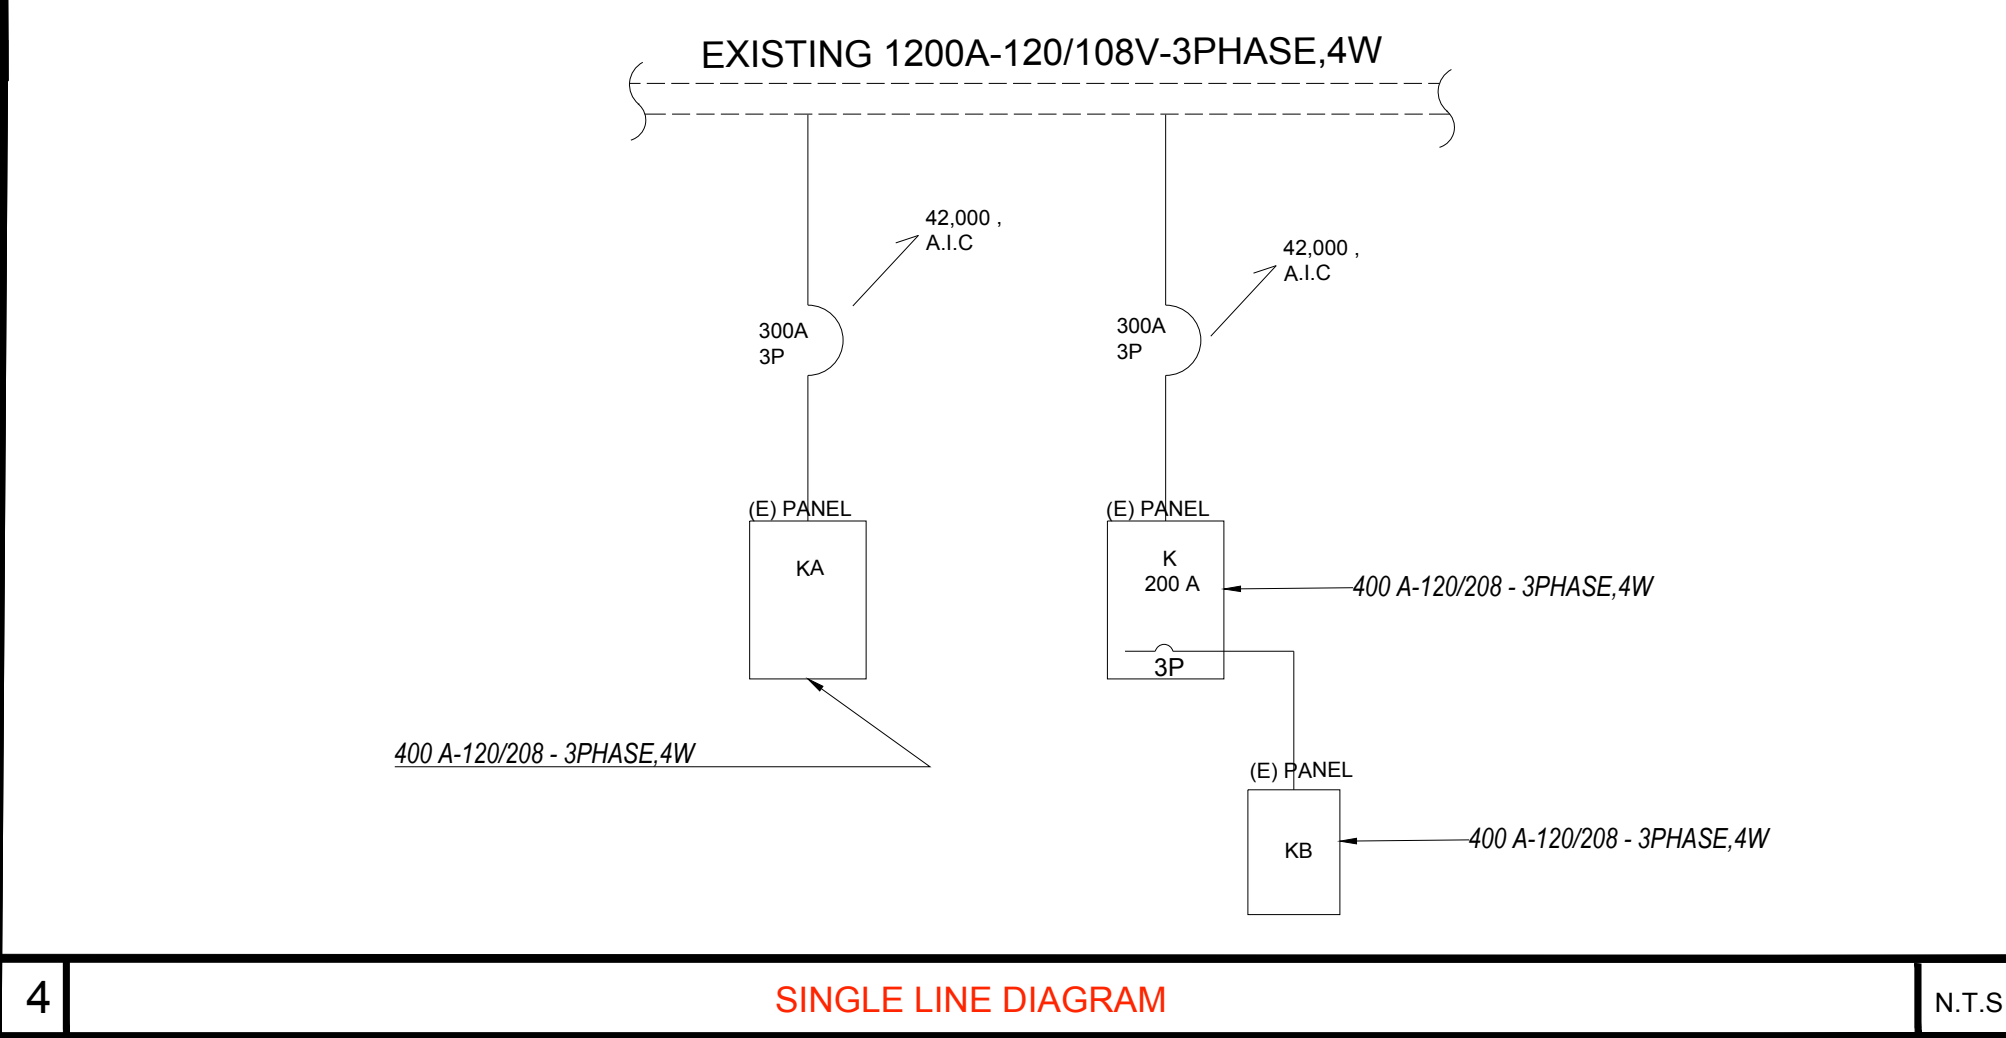 EXISTING 1200A-120/108V-3PHASE,4W
42,000 ,
A.I.C
42,000 ,
A.I.C
300A
3P
300A
3P
(E) PANEL
KA
(E) PANEL
K
200 A
3P
400 A-120/208 - 3PHASE,4W
400 A-120/208 - 3PHASE,4W
(E) PANEL
KB
400 A-120/208 - 3PHASE,4W
4
SINGLE LINE DIAGRAM
N.T.S